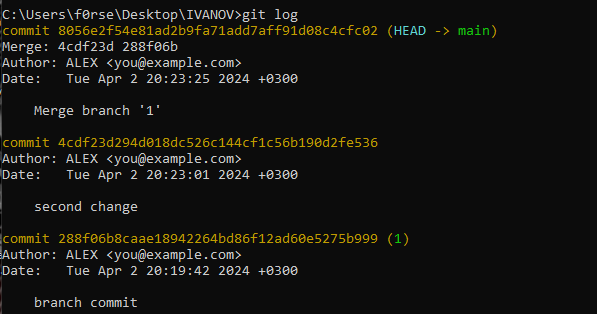 C:\Users\f0rse\Desktop\IVANOV>git log
commit 8056e2f54e81ad2b9fa71add7aff91d08c4cfc02 (HEAD -> main)
Merge: 4cdf23d 288f06b
Author: ALEX <you@example.com>
Date:   Tue Apr 2 20:23:25 2024 +0300
    Merge branch '1'
commit 4cdf23d294d018dc526c144cf1c56b190d2fe536
Author: ALEX <you@example.com>
Date:   Tue Apr 2 20:23:01 2024 +0300
    second change
commit 288f06b8caae18942264bd86f12ad60e5275b999 (1)
Author: ALEX <you@example.com>
Date:   Tue Apr 2 20:19:42 2024 +0300
    branch commit